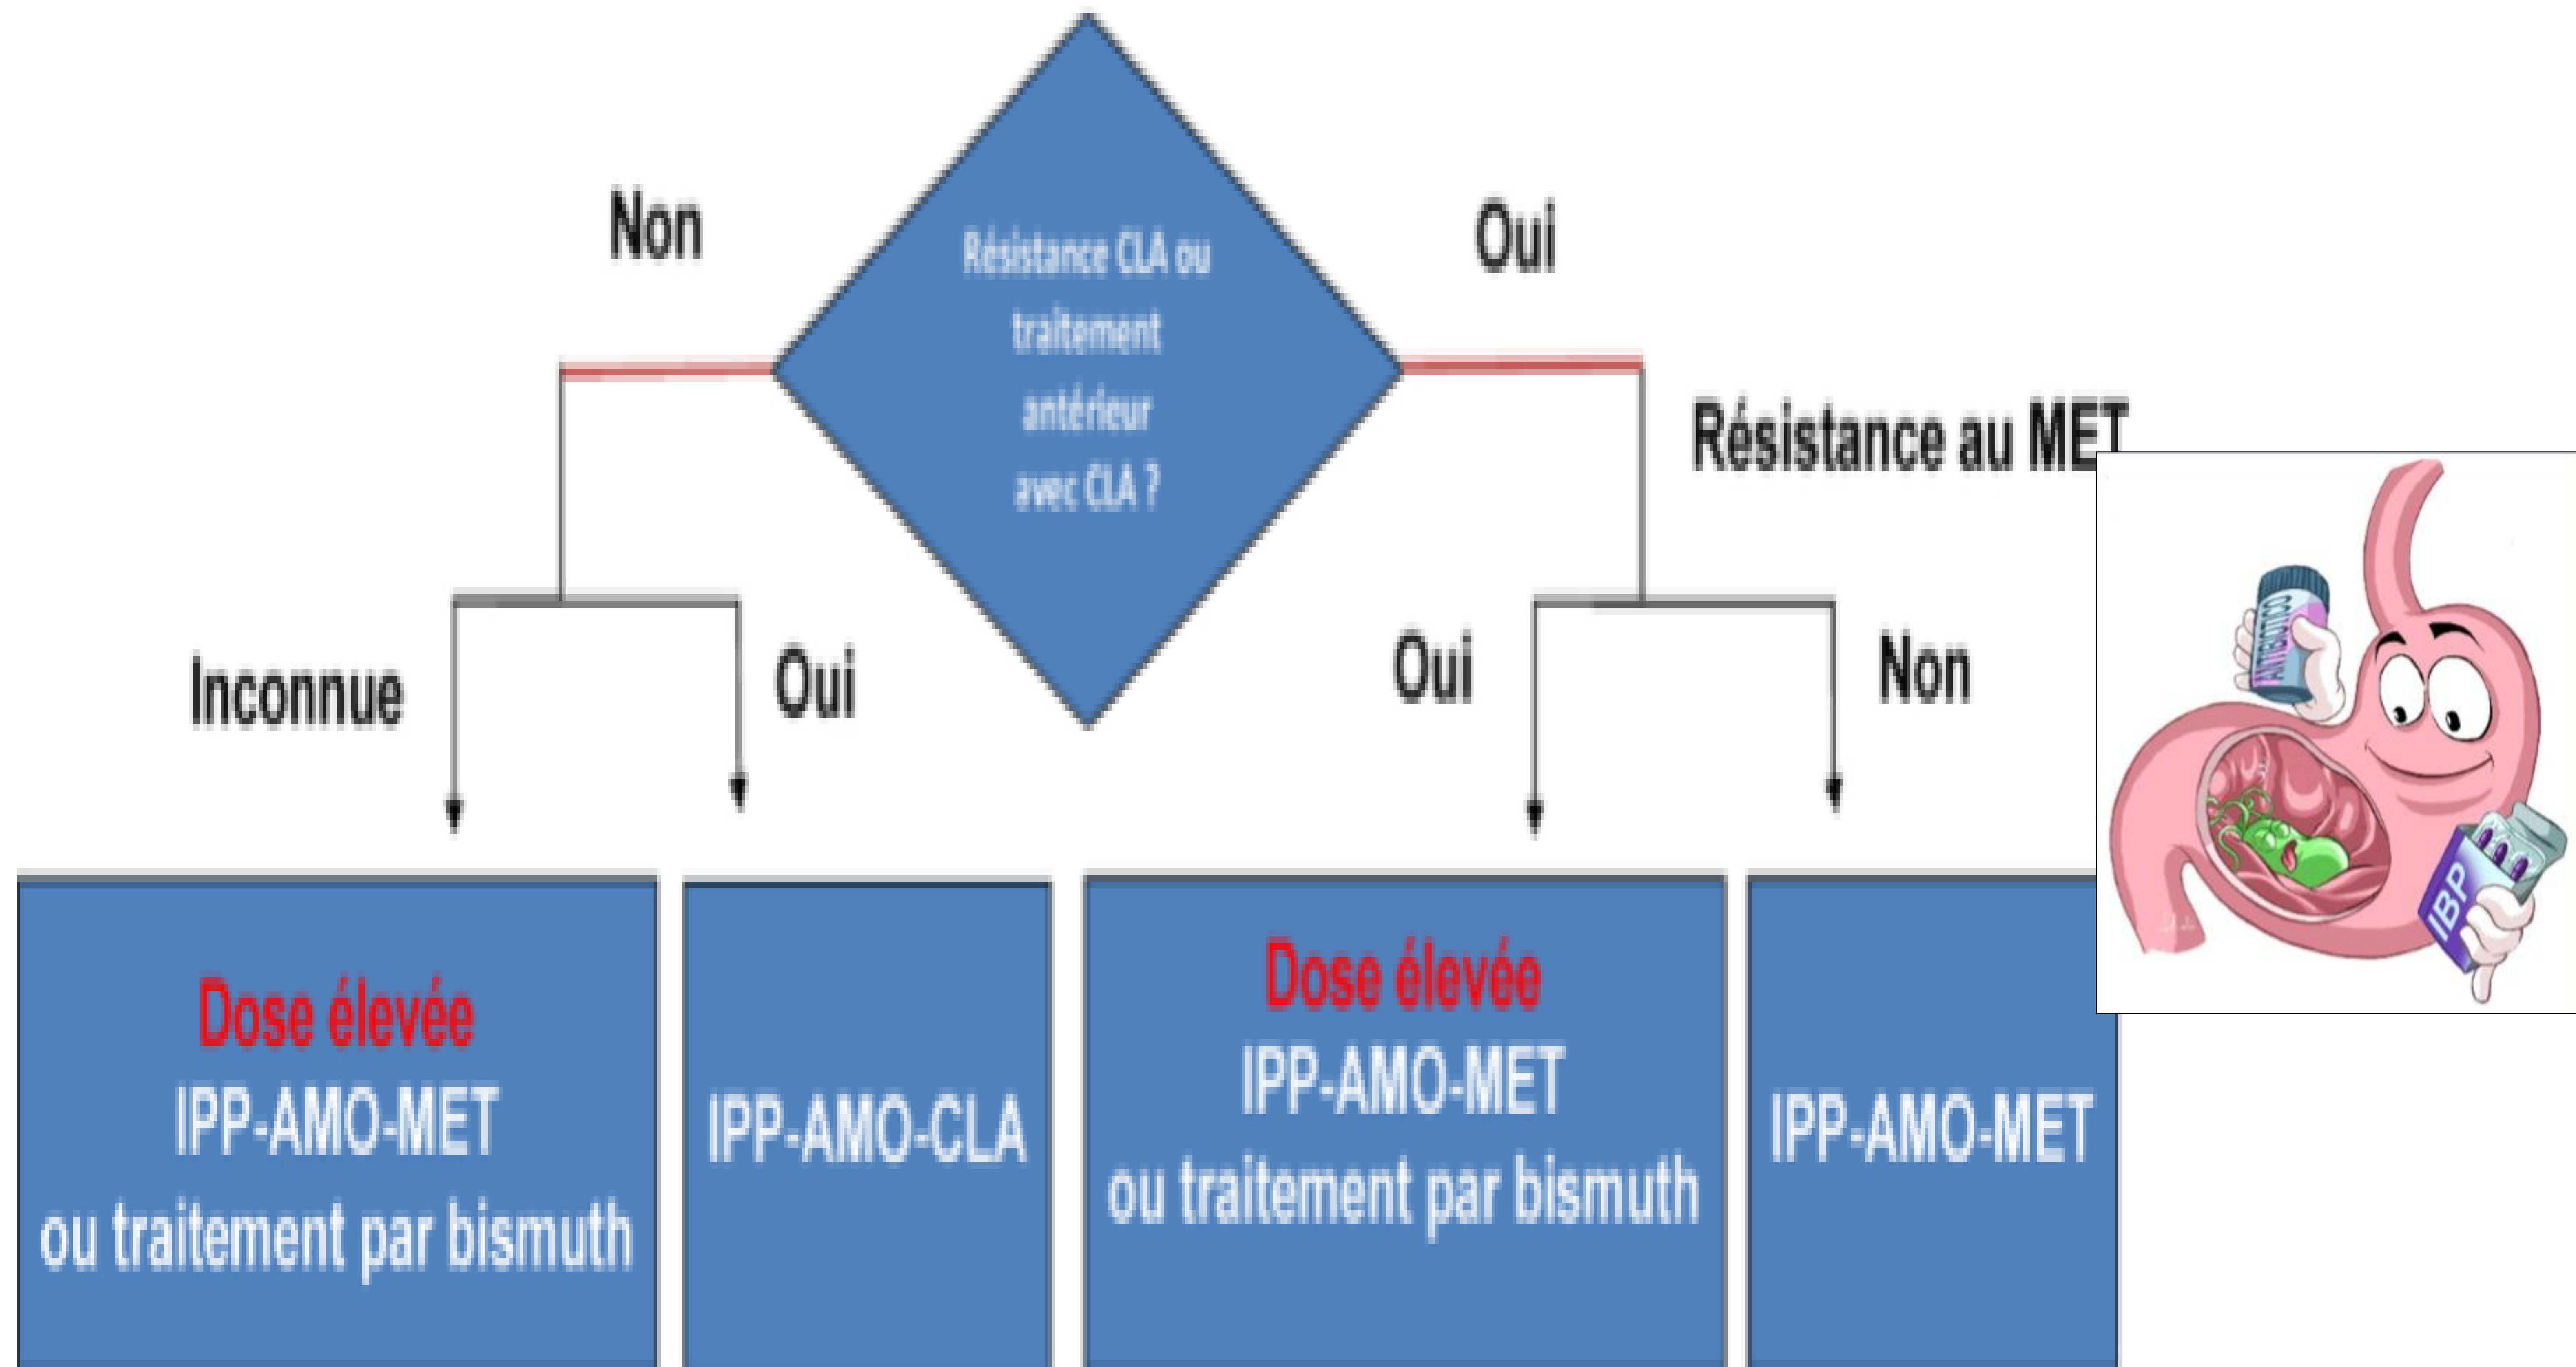 Résistance CLA ou
traitement
antérieur
avec CLA ?
Non
Oui
Résistance au MET
Inconnue
Oui
Oui
Non
Dose élevée
IPP-AMO-MET
ou traitement par bismuth
IPP-AMO-CLA
Dose élevée
IPP-AMO-MET
ou traitement par bismuth
IPP-AMO-MET
ANTIBIOTICO
IBP